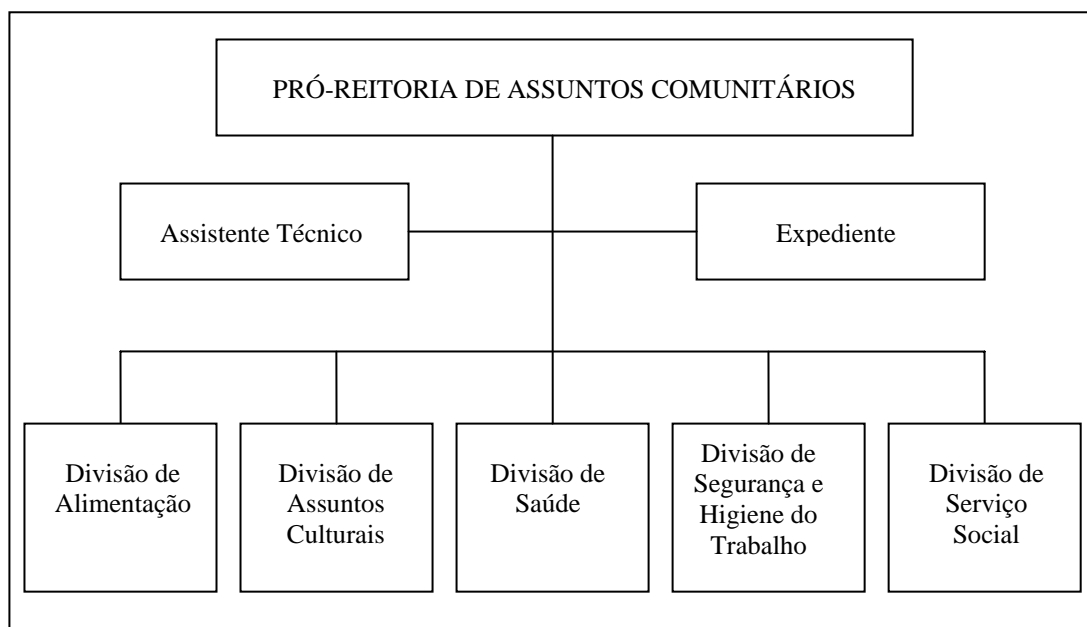 PRÓ-REITORIA DE ASSUNTOS COMUNITÁRIOS
Assistente Técnico
Expediente
Divisão de
Alimentação
Divisão de
Assuntos
Culturais
Divisão de
Saúde
Divisão de
Segurança e
Higiene do
Trabalho
Divisão de
Serviço
Social